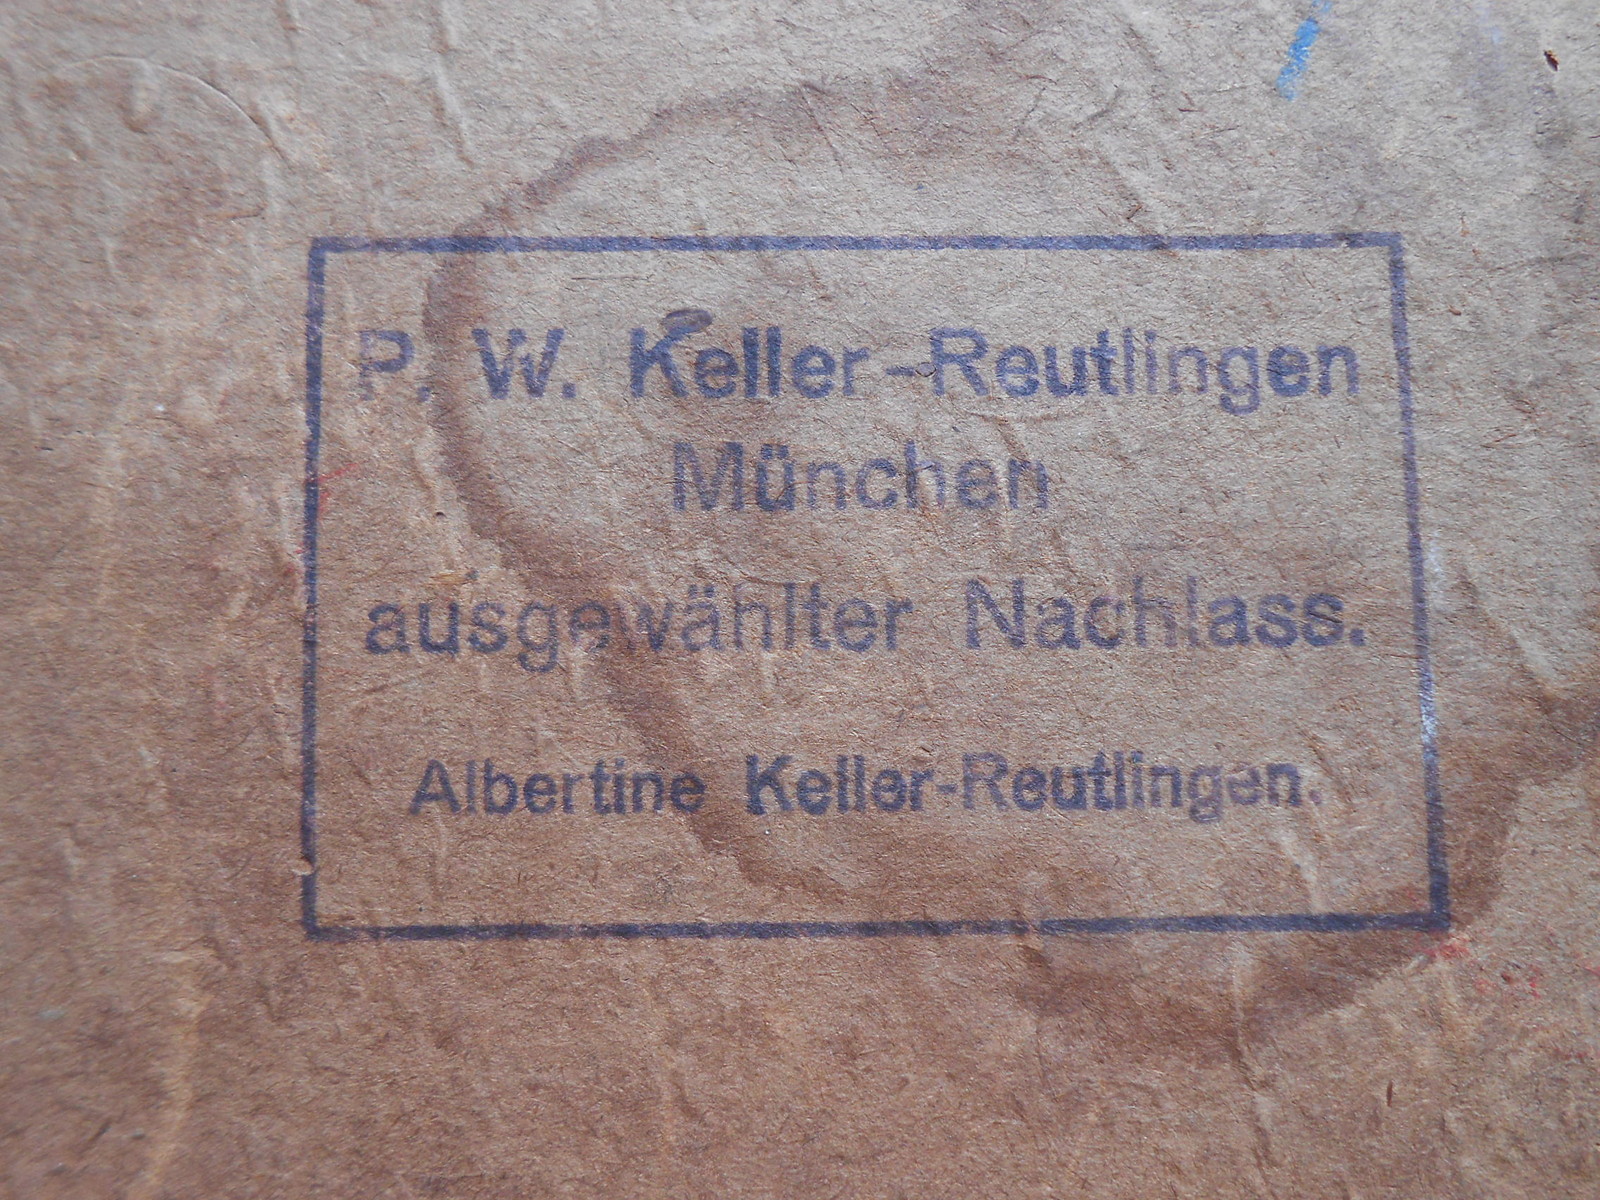 P. W. Keller-Reutlingen
München
ausgewählter Nachlass.
Albertine Keller-Reutlingen.